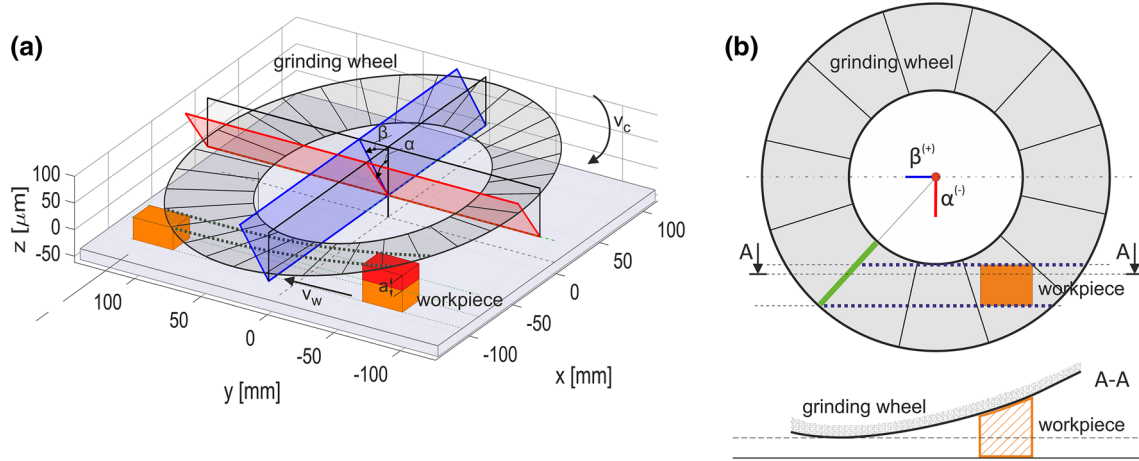 (a)
grinding wheel
β
α
v_c
z [μm]
100
50
0
-50
a
v_w
workpiece
100
50
0
-50
-100
y [mm]
100
50
0
-50
-100
x [mm]
(b)
grinding wheel
β(+)
α(-)
A
A
workpiece
A-A
grinding wheel
workpiece